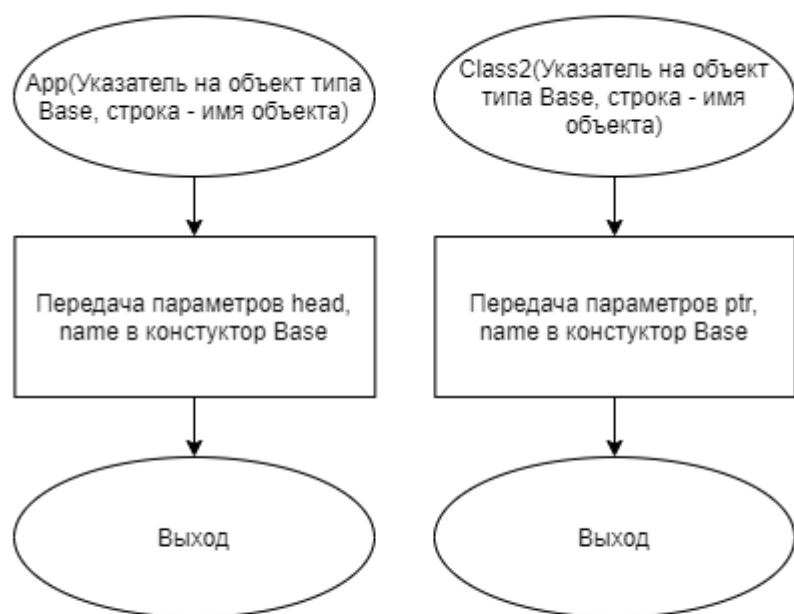 App(Указатель на объект типа
Base, строка - имя объекта)
Передача параметров head,
name в констуктор Base
Выход
Class2(Указатель на объект
типа Base, строка - имя
объекта)
Передача параметров ptr,
name в констуктор Base
Выход